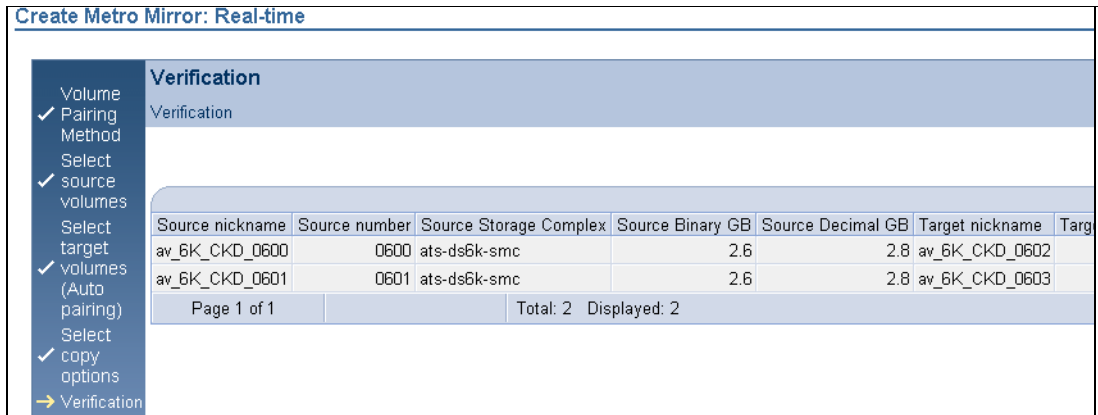 Create Metro Mirror: Real-time
Volume
Pairing
Method
Select
source
volumes
Select
target
volumes
(Auto
pairing)
Select
copy
options
Verification
Verification
Verification
Source nickname Source number Source Storage Complex Source Binary GB Source Decimal GB Target nickname
av_6K_CKD_0600 0600 ats-ds6k-smc 2.6 2.8 av_6K_CKD_0602
av_6K_CKD_0601 0601 ats-ds6k-smc 2.6 2.8 av_6K_CKD_0603
Page 1 of 1 Total: 2 Displayed: 2